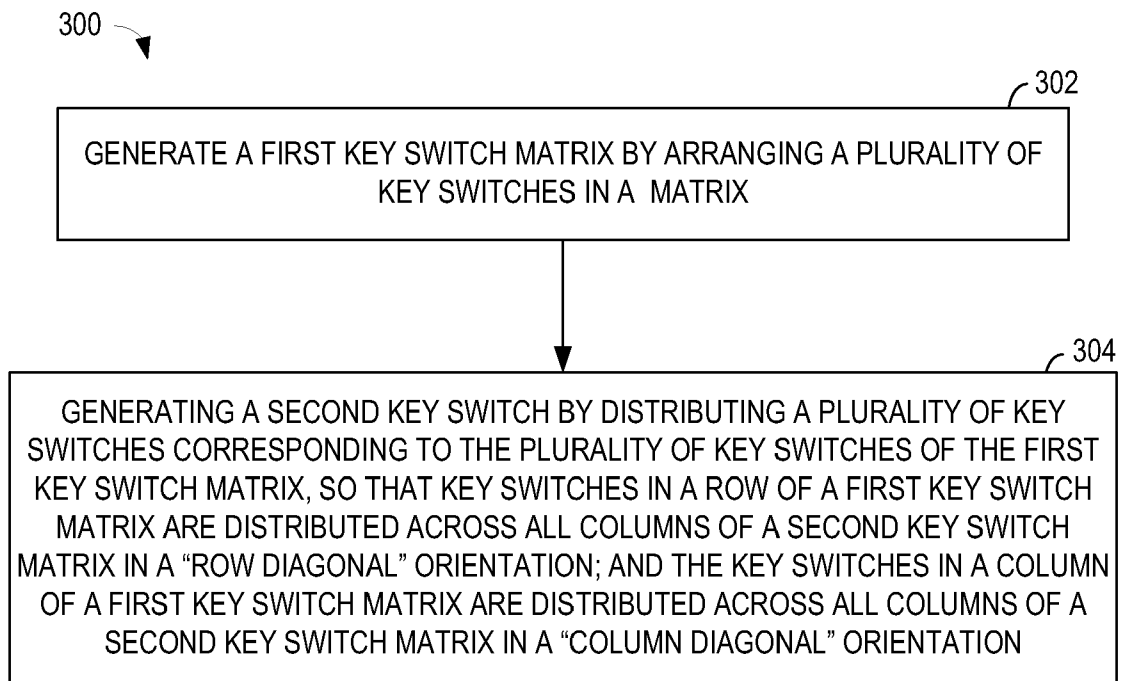 300
302
GENERATE A FIRST KEY SWITCH MATRIX BY ARRANGING A PLURALITY OF
KEY SWITCHES IN A MATRIX
304
GENERATING A SECOND KEY SWITCH BY DISTRIBUTING A PLURALITY OF KEY
SWITCHES CORRESPONDING TO THE PLURALITY OF KEY SWITCHES OF THE FIRST
KEY SWITCH MATRIX, SO THAT KEY SWITCHES IN A ROW OF A FIRST KEY SWITCH
MATRIX ARE DISTRIBUTED ACROSS ALL COLUMNS OF A SECOND KEY SWITCH
MATRIX IN A “ROW DIAGONAL” ORIENTATION; AND THE KEY SWITCHES IN A COLUMN
OF A FIRST KEY SWITCH MATRIX ARE DISTRIBUTED ACROSS ALL COLUMNS OF A
SECOND KEY SWITCH MATRIX IN A “COLUMN DIAGONAL” ORIENTATION